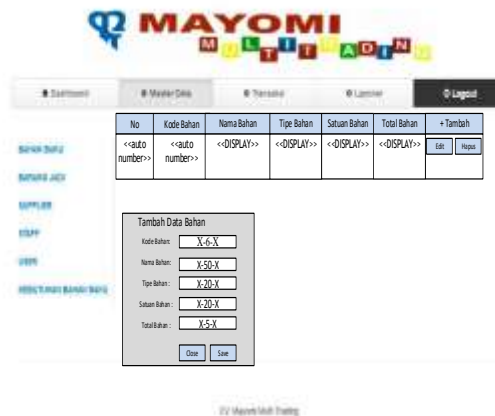 MAYOMI
MULTITRADING
Dashboard Master Data Transaksi Laporan Logout
No Kode Bahan Nama Bahan Tipe Bahan Satuan Bahan Total Bahan + Tambah
<<auto number>> <<auto number>> <<DISPLAY>> <<DISPLAY>> <<DISPLAY>> <<DISPLAY>> Edit Hapus
BAHAN BAKU
BARANG JADI
SUPPLIER
STAFF
USER
KEBUTUHAN BAHAN BAKU
Tambah Data Bahan
Kode Bahan: X-6-X
Nama Bahan: X-50-X
Tipe Bahan : X-20-X
Satuan Bahan : X-20-X
Total Bahan : X-5-X
Close Save
CV Mayomi Multi Trading